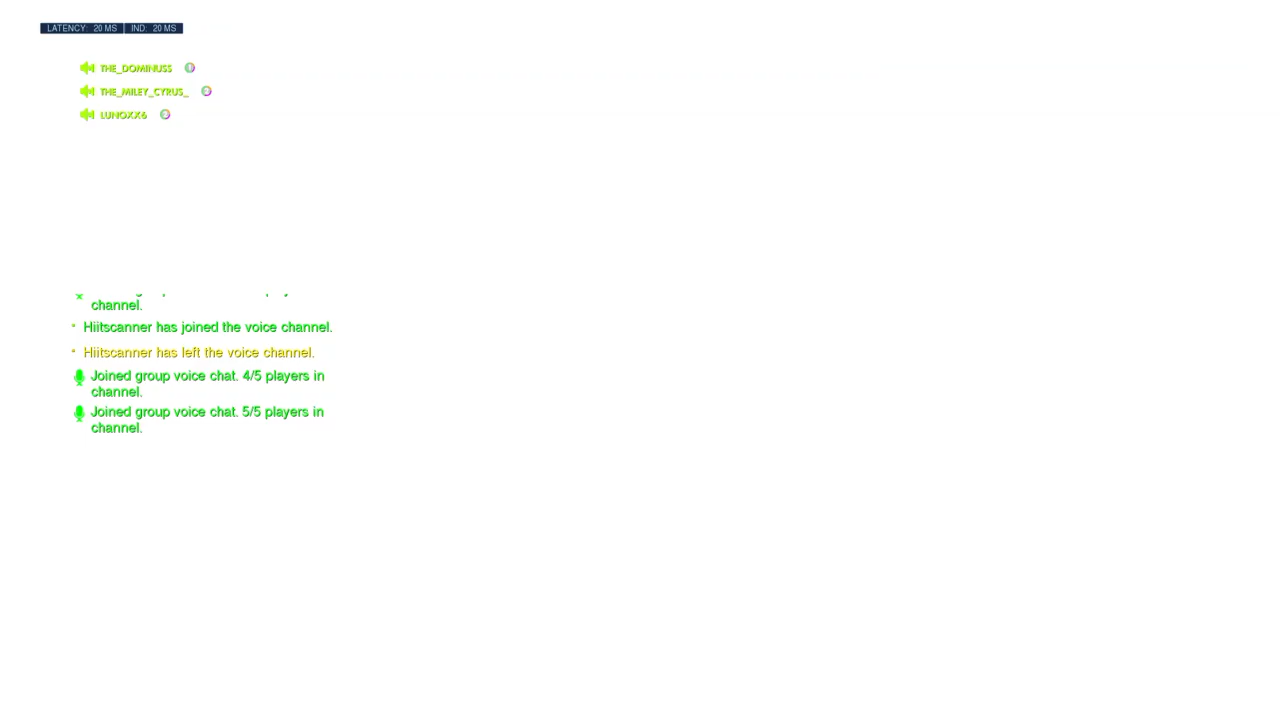 LATENCY: 20 MS | IND: 20 MS
THE_DOMINUSS
THE_MILEY_CYRUS_
LUNOXX6
channel.
Hiitscanner has joined the voice channel.
Hiitscanner has left the voice channel.
Joined group voice chat. 4/5 players in
channel.
Joined group voice chat. 5/5 players in
channel.